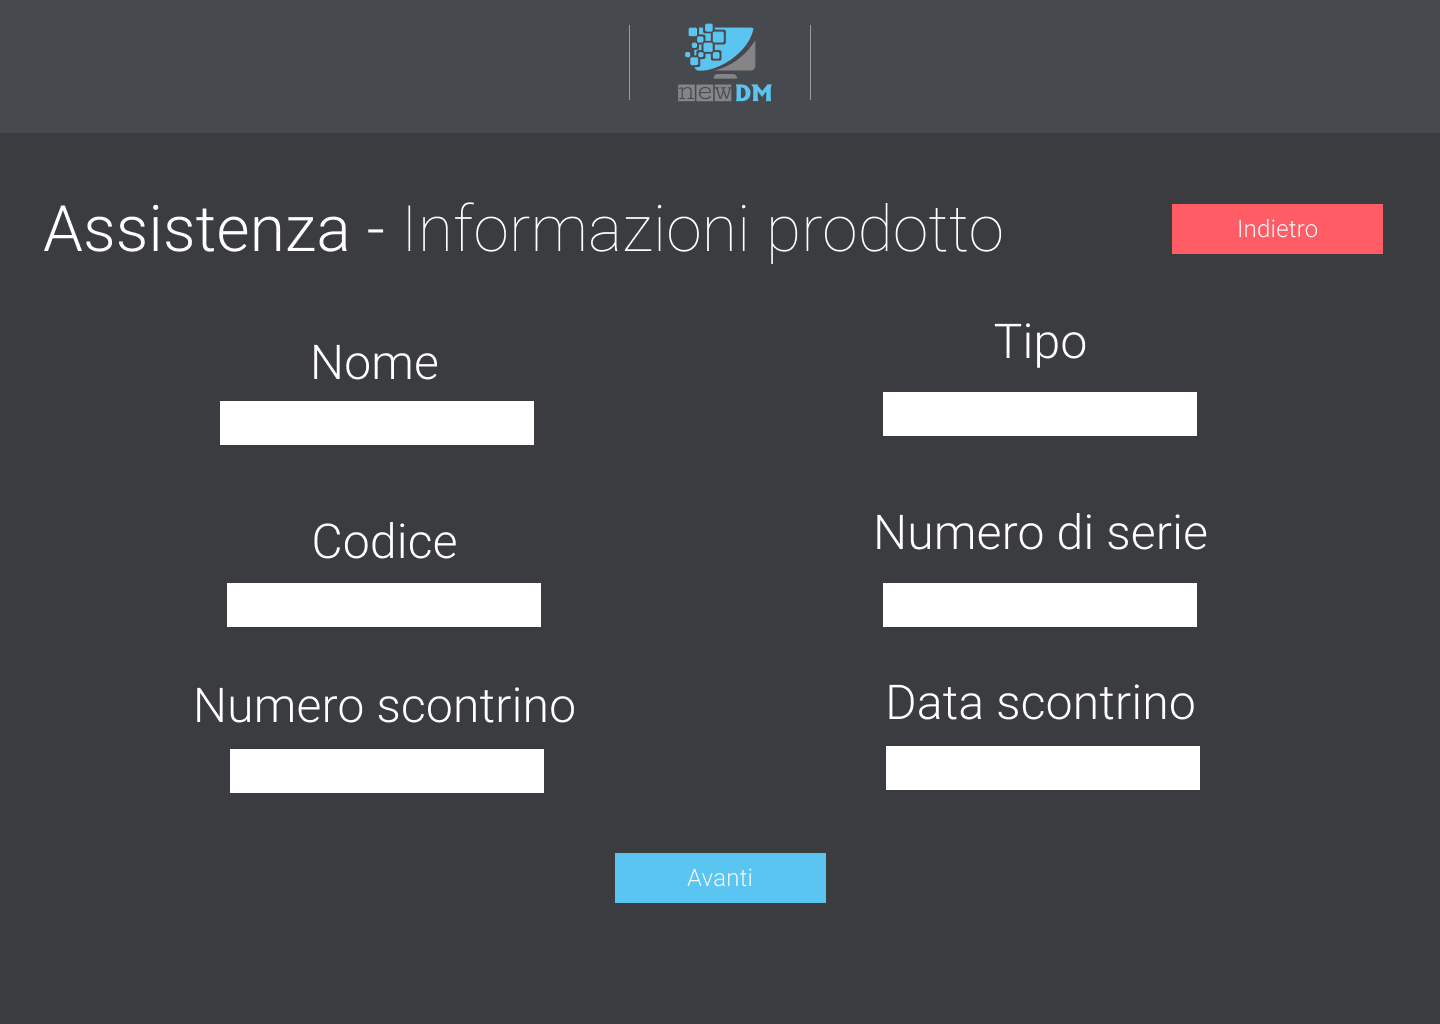 newDM
Assistenza - Informazioni prodotto
Indietro
Nome
Tipo
Codice
Numero di serie
Numero scontrino
Data scontrino
Avanti